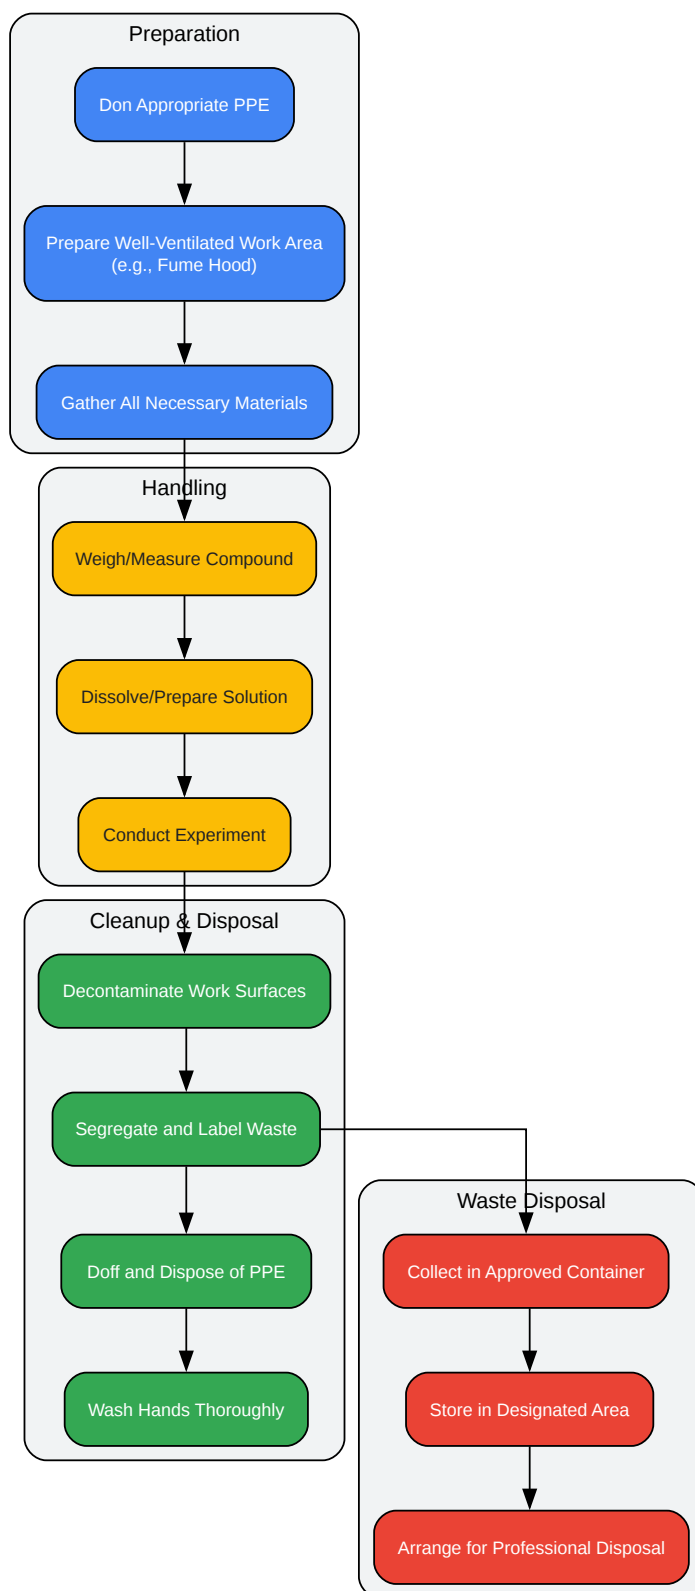 Preparation
Don Appropriate PPE
Prepare Well-Ventilated Work Area
(e.g., Fume Hood)
Gather All Necessary Materials
Handling
Weigh/Measure Compound
Dissolve/Prepare Solution
Conduct Experiment
Cleanup & Disposal
Decontaminate Work Surfaces
Segregate and Label Waste
Doff and Dispose of PPE
Wash Hands Thoroughly
Waste Disposal
Collect in Approved Container
Store in Designated Area
Arrange for Professional Disposal